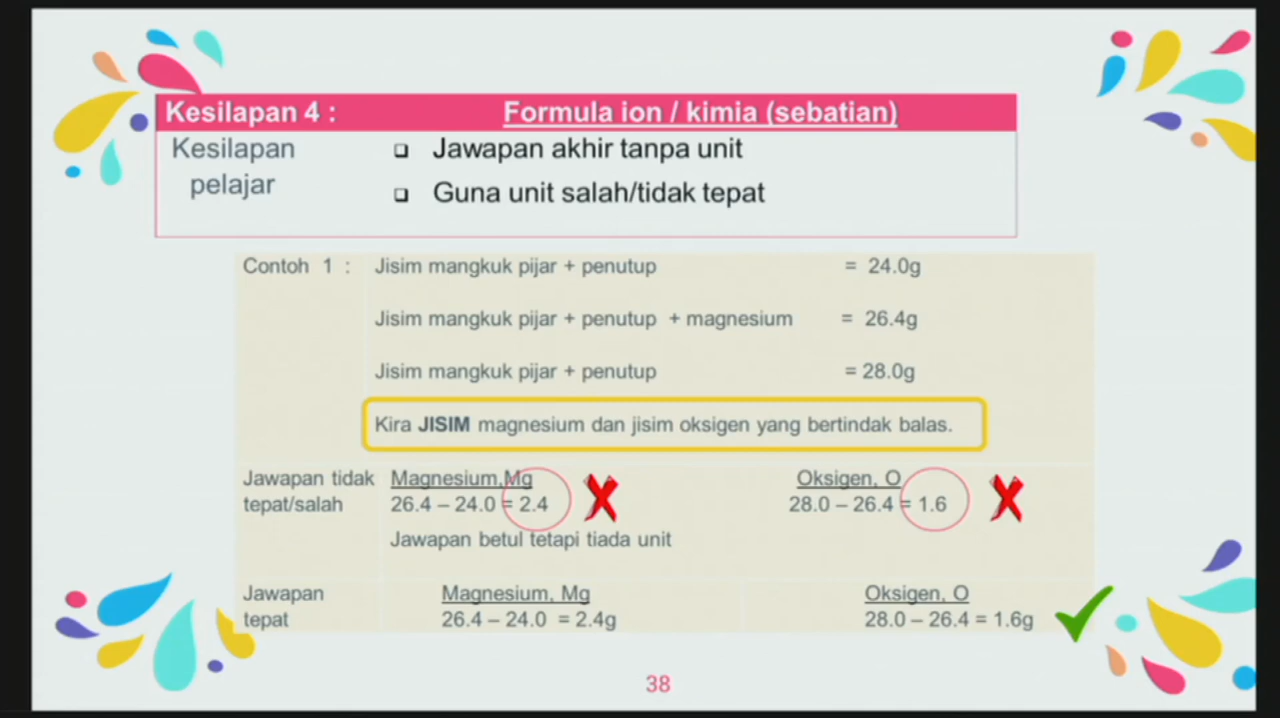 Kesilapan 4 : Formula ion / kimia (sebatian)
Kesilapan pelajar
❑ Jawapan akhir tanpa unit
❑ Guna unit salah/tidak tepat
Contoh 1 : Jisim mangkuk pijar + penutup = 24.0g
Jisim mangkuk pijar + penutup + magnesium = 26.4g
Jisim mangkuk pijar + penutup = 28.0g
Kira JISIM magnesium dan jisim oksigen yang bertindak balas.
Jawapan tidak Magnesium,Mg Oksigen, O
tepat/salah 26.4 – 24.0 = 2.4 28.0 – 26.4 = 1.6
Jawapan betul tetapi tiada unit
Jawapan Magnesium, Mg Oksigen, O
tepat 26.4 – 24.0 = 2.4g 28.0 – 26.4 = 1.6g
38